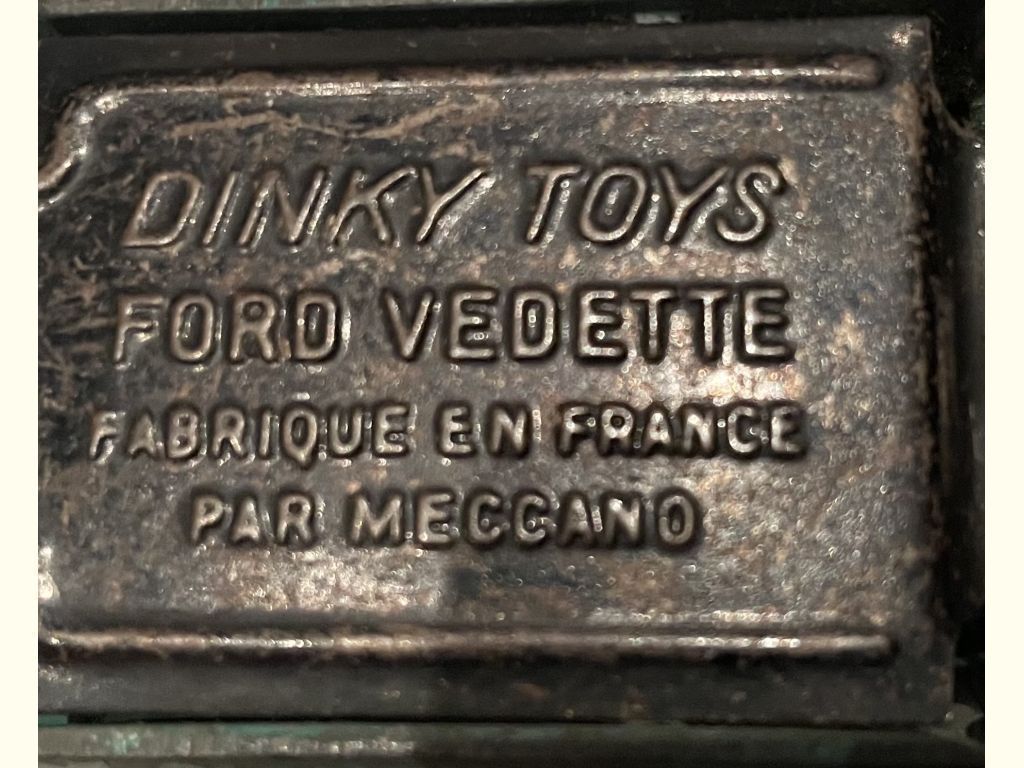 DINKY TOYS
FORD VEDETTE
FABRIQUE EN FRANCE
PAR MECCANO